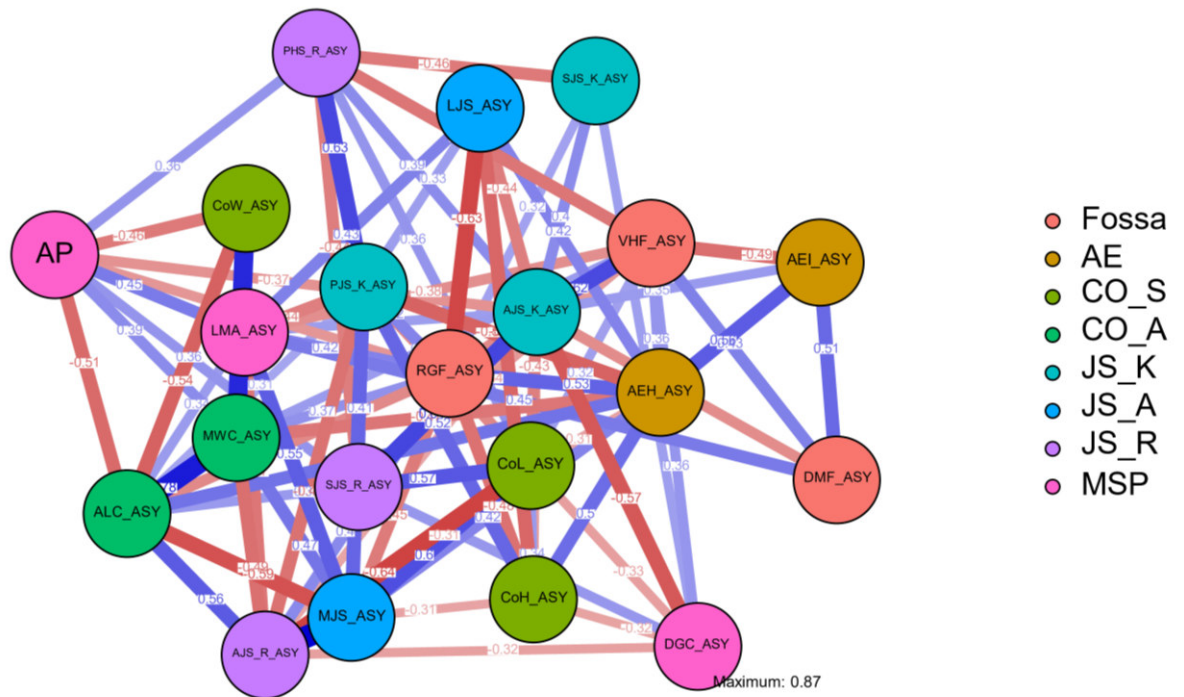 PHS_R_ASY
SJS_K_ASY
-0.46
LJS_ASY
0.63
0.36
0.39
0.33
-0.44
CoW_ASY
0.32
0.4
-0.63
-0.46
0.42
0.43
0.36
VHF_ASY
AP
-0.49
AEI_ASY
-0.37
0.45
PJS_K_ASY
-0.38
0.35
AJS_K_ASY
LMA_ASY
0.39
0.36
0.42
0.36
0.51
-0.51
-0.54
RGF_ASY
-0.43
0.32
0.53
AEH_ASY
0.45
0.41
0.37
0.52
MWC_ASY
0.31
0.55
CoL_ASY
0.36
DMF_ASY
0.57
SJS_R_ASY
-0.57
ALC_ASY
0.42
-0.31
0.47
0.6
-0.59
-0.64
-0.33
0.56
CoH_ASY
MJS_ASY
-0.31
-0.32
AJS_R_ASY
-0.32
DGC_ASY
Maximum: 0.87
Fossa
AE
CO_S
CO_A
JS_K
JS_A
JS_R
MSP